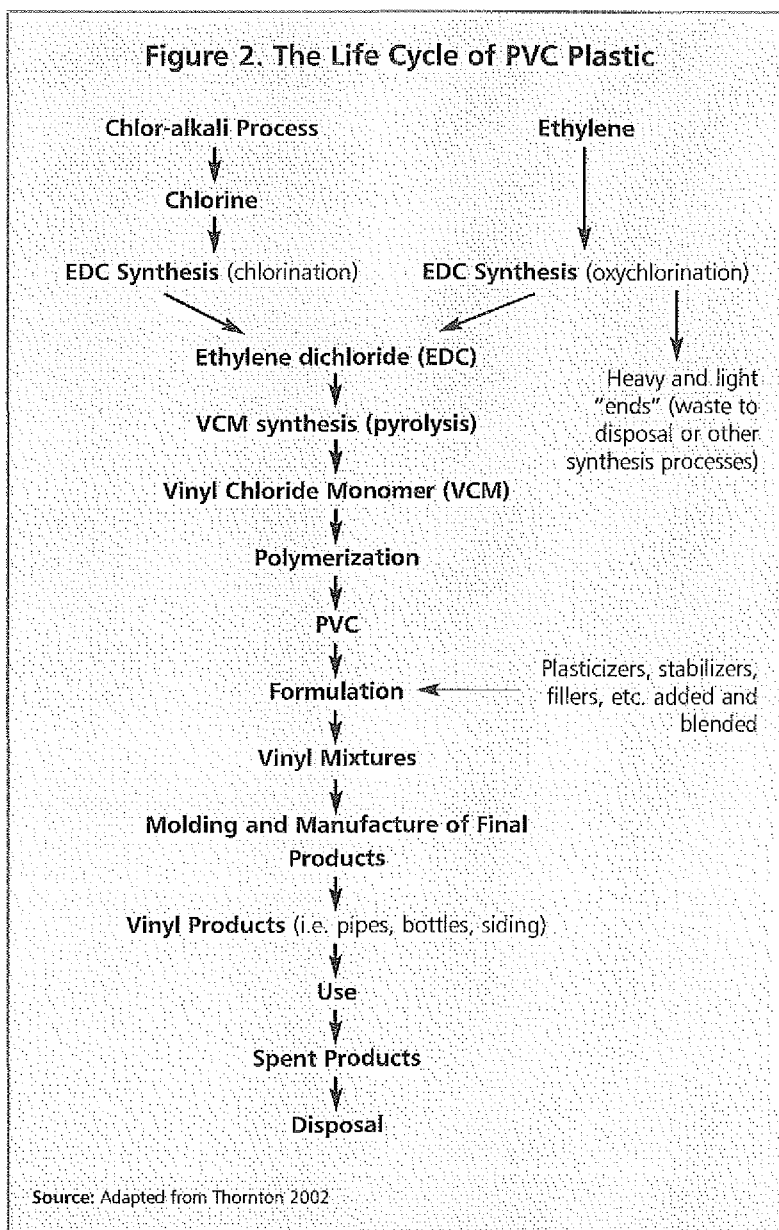 Figure 2. The Life Cycle of PVC Plastic
Chlor-alkali Process
Ethylene
Chlorine
EDC Synthesis (chlorination)
EDC Synthesis (oxychlorination)
Ethylene dichloride (EDC)
Heavy and light
"ends" (waste to
disposal or other
synthesis processes)
VCM synthesis (pyrolysis)
Vinyl Chloride Monomer (VCM)
Polymerization
PVC
Formulation
Plasticizers, stabilizers,
fillers, etc. added and
blended
Vinyl Mixtures
Molding and Manufacture of Final
Products
Vinyl Products (i.e. pipes, bottles, siding)
Use
Spent Products
Disposal
Source: Adapted from Thornton 2002